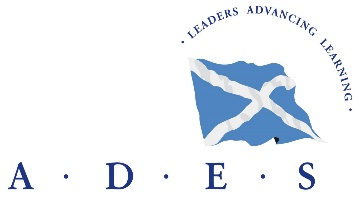 · LEADERS ADVANCING LEARNING ·
A · D · E · S